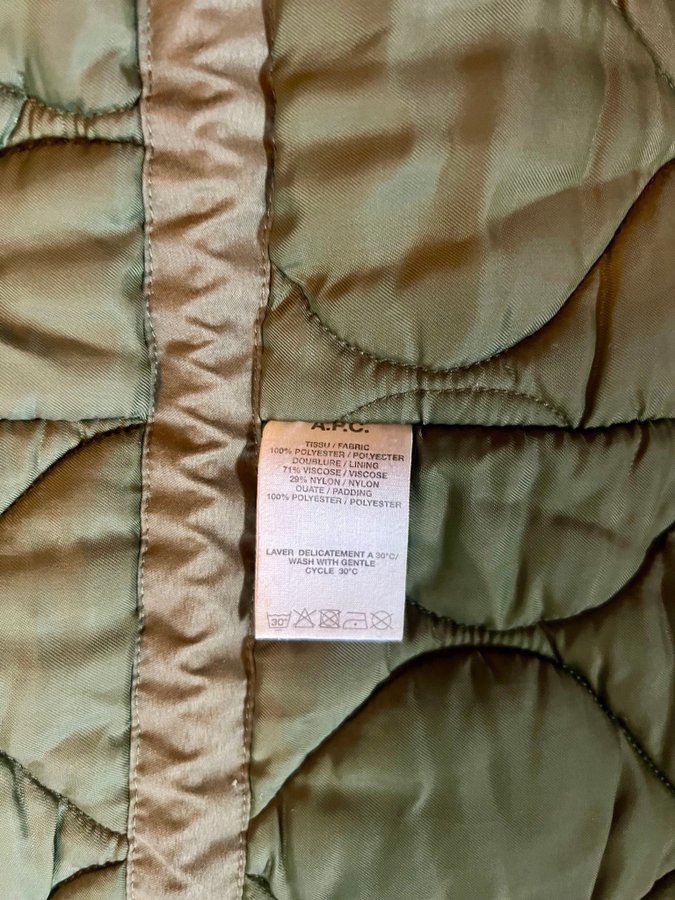 A.P.C.
TISSU / FABRIC
100% POLYESTER / POLYECTER
DOUBLURE / LINING
71% VISCOSE / VISCOSE
29% NYLON / NYLON
OUATE / PADDING
100% POLYESTER / POLYESTER
LAVER DELICATEMENT A 30°C/
WASH WITH GENTLE
CYCLE 30°C
30°